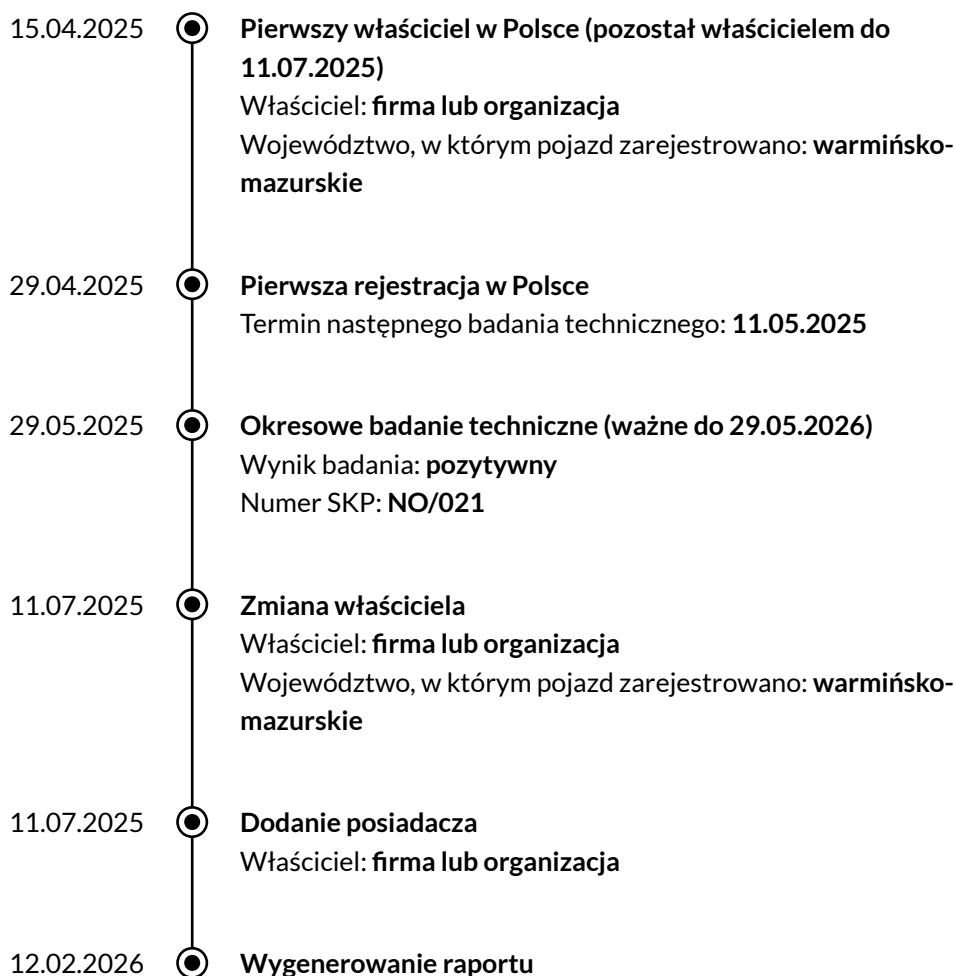 15.04.2025 Pierwszy właściciel w Polsce (pozostał właścicielem do
11.07.2025)
Właściciel: firma lub organizacja
Województwo, w którym pojazd zarejestrowano: warmińsko-
mazurskie
29.04.2025 Pierwsza rejestracja w Polsce
Termin następnego badania technicznego: 11.05.2025
29.05.2025 Okresowe badanie techniczne (ważne do 29.05.2026)
Wynik badania: pozytywny
Numer SKP: NO/021
11.07.2025 Zmiana właściciela
Właściciel: firma lub organizacja
Województwo, w którym pojazd zarejestrowano: warmińsko-
mazurskie
11.07.2025 Dodanie posiadacza
Właściciel: firma lub organizacja
12.02.2026 Wygenerowanie raportu